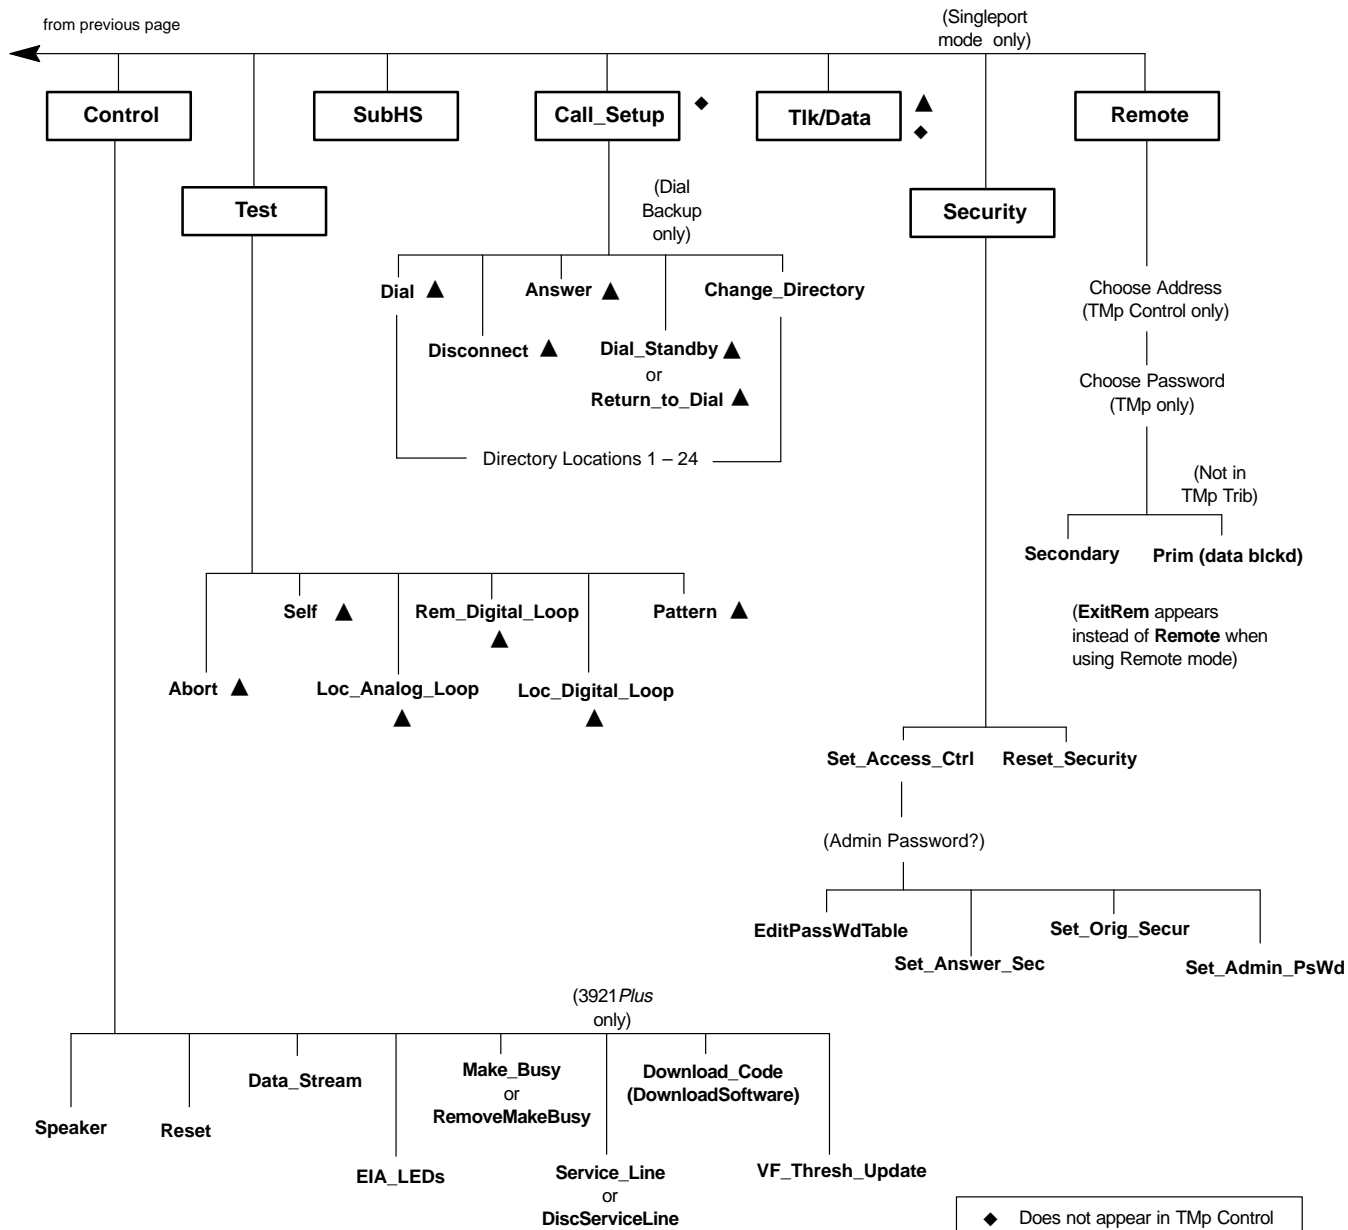 from previous page
(Singleport
mode only)
Control
SubHS
Call_Setup ◆
Tlk/Data ▲
◆
Remote
Test
(Dial
Backup
only)
Security
Dial ▲
Answer ▲
Change_Directory
Disconnect ▲
Dial_Standby ▲
or
Return_to_Dial ▲
Directory Locations 1 – 24
Choose Address
(TMp Control only)
Choose Password
(TMp only)
(Not in
TMp Trib)
Secondary
Prim (data blckd)
(ExitRem appears
instead of Remote when
using Remote mode)
Self ▲
Rem_Digital_Loop
▲
Pattern ▲
Abort ▲
Loc_Analog_Loop
▲
Loc_Digital_Loop
▲
Set_Access_Ctrl
Reset_Security
(Admin Password?)
EditPassWdTable
Set_Answer_Sec
Set_Orig_Secur
Set_Admin_PsWd
(3921Plus
only)
Speaker
Reset
Data_Stream
EIA_LEDs
Make_Busy
or
RemoveMakeBusy
Service_Line
or
DiscServiceLine
Download_Code
(DownloadSoftware)
VF_Thresh_Update
◆ Does not appear in TMp Control